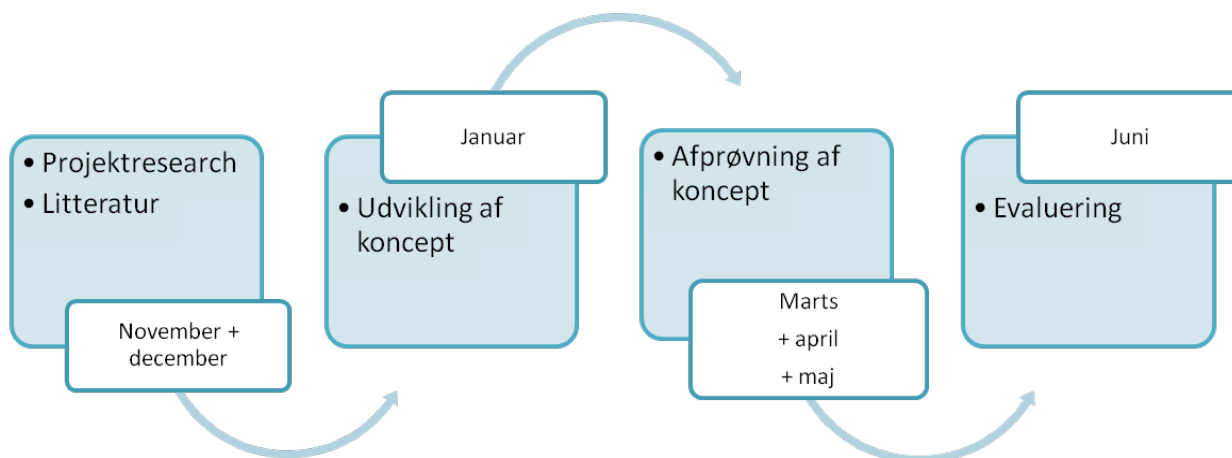 • Projektresearch
• Litteratur
November +
december
Januar
• Udvikling af
koncept
• Afprøvning af
koncept
Marts
+ april
+ maj
Juni
• Evaluering